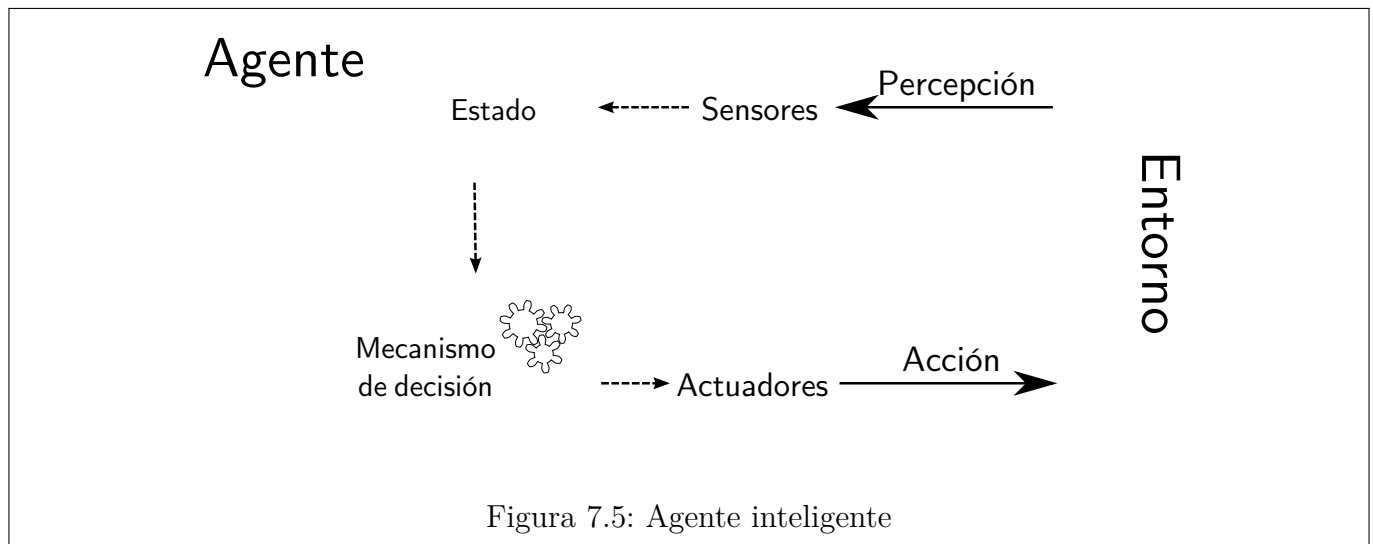 Agente
Percepción
Estado
Sensores
Entorno
Mecanismo
de decisión
Actuadores
Acción
Figura 7.5: Agente inteligente